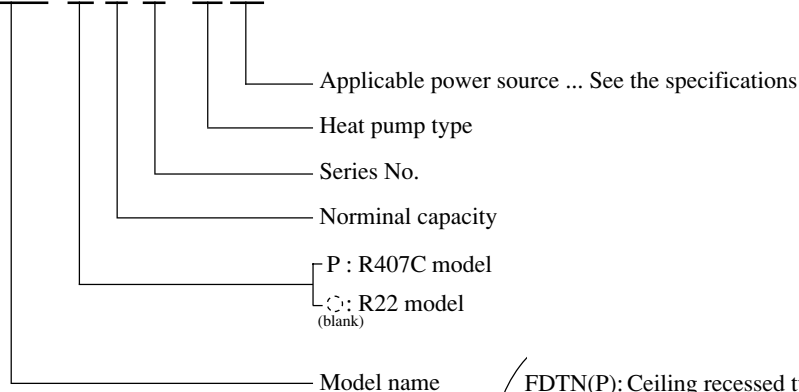 Applicable power source ... See the specifications
Heat pump type
Series No.
Norminal capacity
P : R407C model
: R22 model
(blank)
Model name FDTN(P): Ceiling recessed